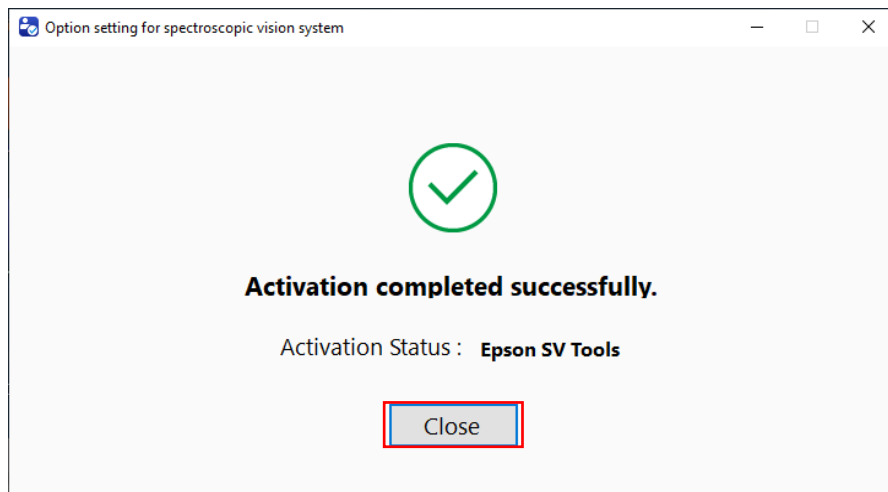 Option setting for spectroscopic vision system
Activation completed successfully.
Activation Status : Epson SV Tools
Close